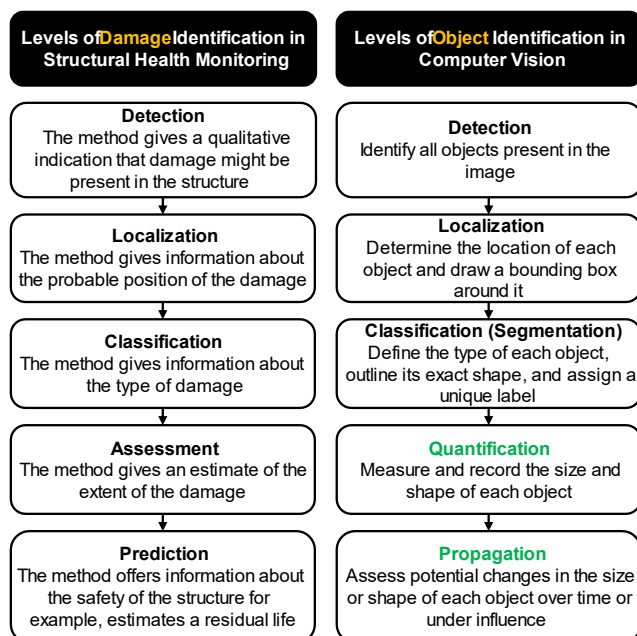 Levels of Damage Identification in
Structural Health Monitoring
Detection
The method gives a qualitative
indication that damage might be
present in the structure
Localization
The method gives information about
the probable position of the damage
Classification
The method gives information about
the type of damage
Assessment
The method gives an estimate of the
extent of the damage
Prediction
The method offers information about
the safety of the structure for
example, estimates a residual life
Levels of Object Identification in
Computer Vision
Detection
Identify all objects present in the
image
Localization
Determine the location of each
object and draw a bounding box
around it
Classification (Segmentation)
Define the type of each object,
outline its exact shape, and assign a
unique label
Quantification
Measure and record the size and
shape of each object
Propagation
Assess potential changes in the size
or shape of each object over time or
under influence